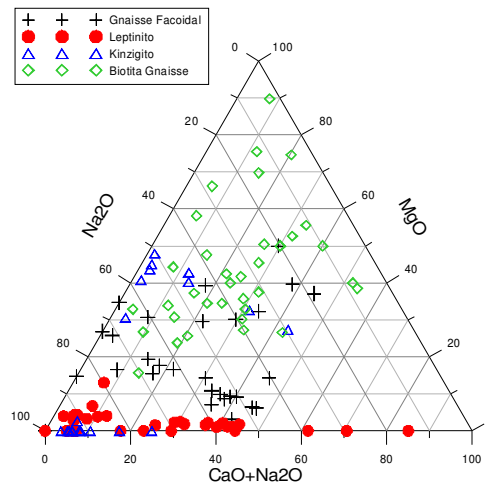 Gnaisse Facoidal
Leptinito
Kinzigito
Biotita Gnaisse
0 100
20 80
40 60
Na2O MgO
60 40
80 20
100 0
0 20 40 60 80 100
CaO+Na2O